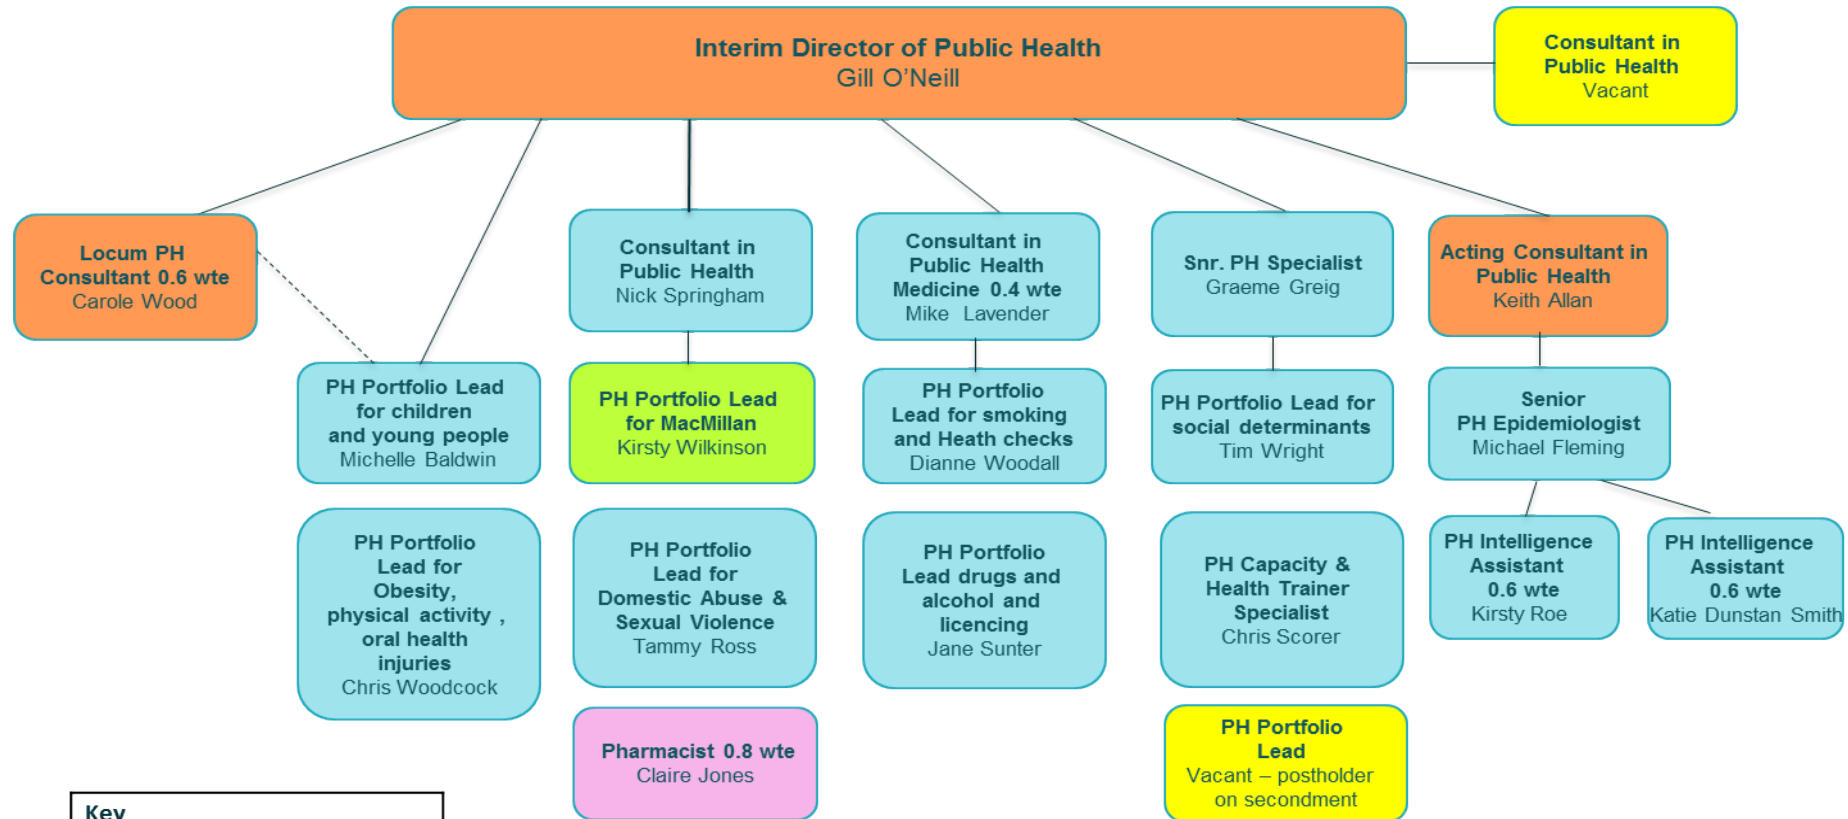 Interim Director of Public Health
Gill O'Neill
Consultant in
Public Health
Vacant
Locum PH
Consultant 0.6 wte
Carole Wood
Consultant in
Public Health
Nick Springham
Consultant in
Public Health
Medicine 0.4 wte
Mike Lavender
Snr. PH Specialist
Graeme Greig
Acting Consultant in
Public Health
Keith Allan
PH Portfolio Lead
for children
and young people
Michelle Baldwin
PH Portfolio Lead
for MacMillan
Kirsty Wilkinson
PH Portfolio
Lead for smoking
and Heath checks
Dianne Woodall
PH Portfolio Lead for
social determinants
Tim Wright
Senior
PH Epidemiologist
Michael Fleming
PH Portfolio
Lead for
Obesity,
physical activity ,
oral health
injuries
Chris Woodcock
PH Portfolio
Lead for
Domestic Abuse &
Sexual Violence
Tammy Ross
PH Portfolio
Lead drugs and
alcohol and
licencing
Jane Sunter
PH Capacity &
Health Trainer
Specialist
Chris Scorer
PH Intelligence
Assistant
0.6 wte
Kirsty Roe
PH Intelligence
Assistant
0.6 wte
Katie Dunstan Smith
Pharmacist 0.8 wte
Claire Jones
PH Portfolio
Lead
Vacant – postholder
on secondment
Key